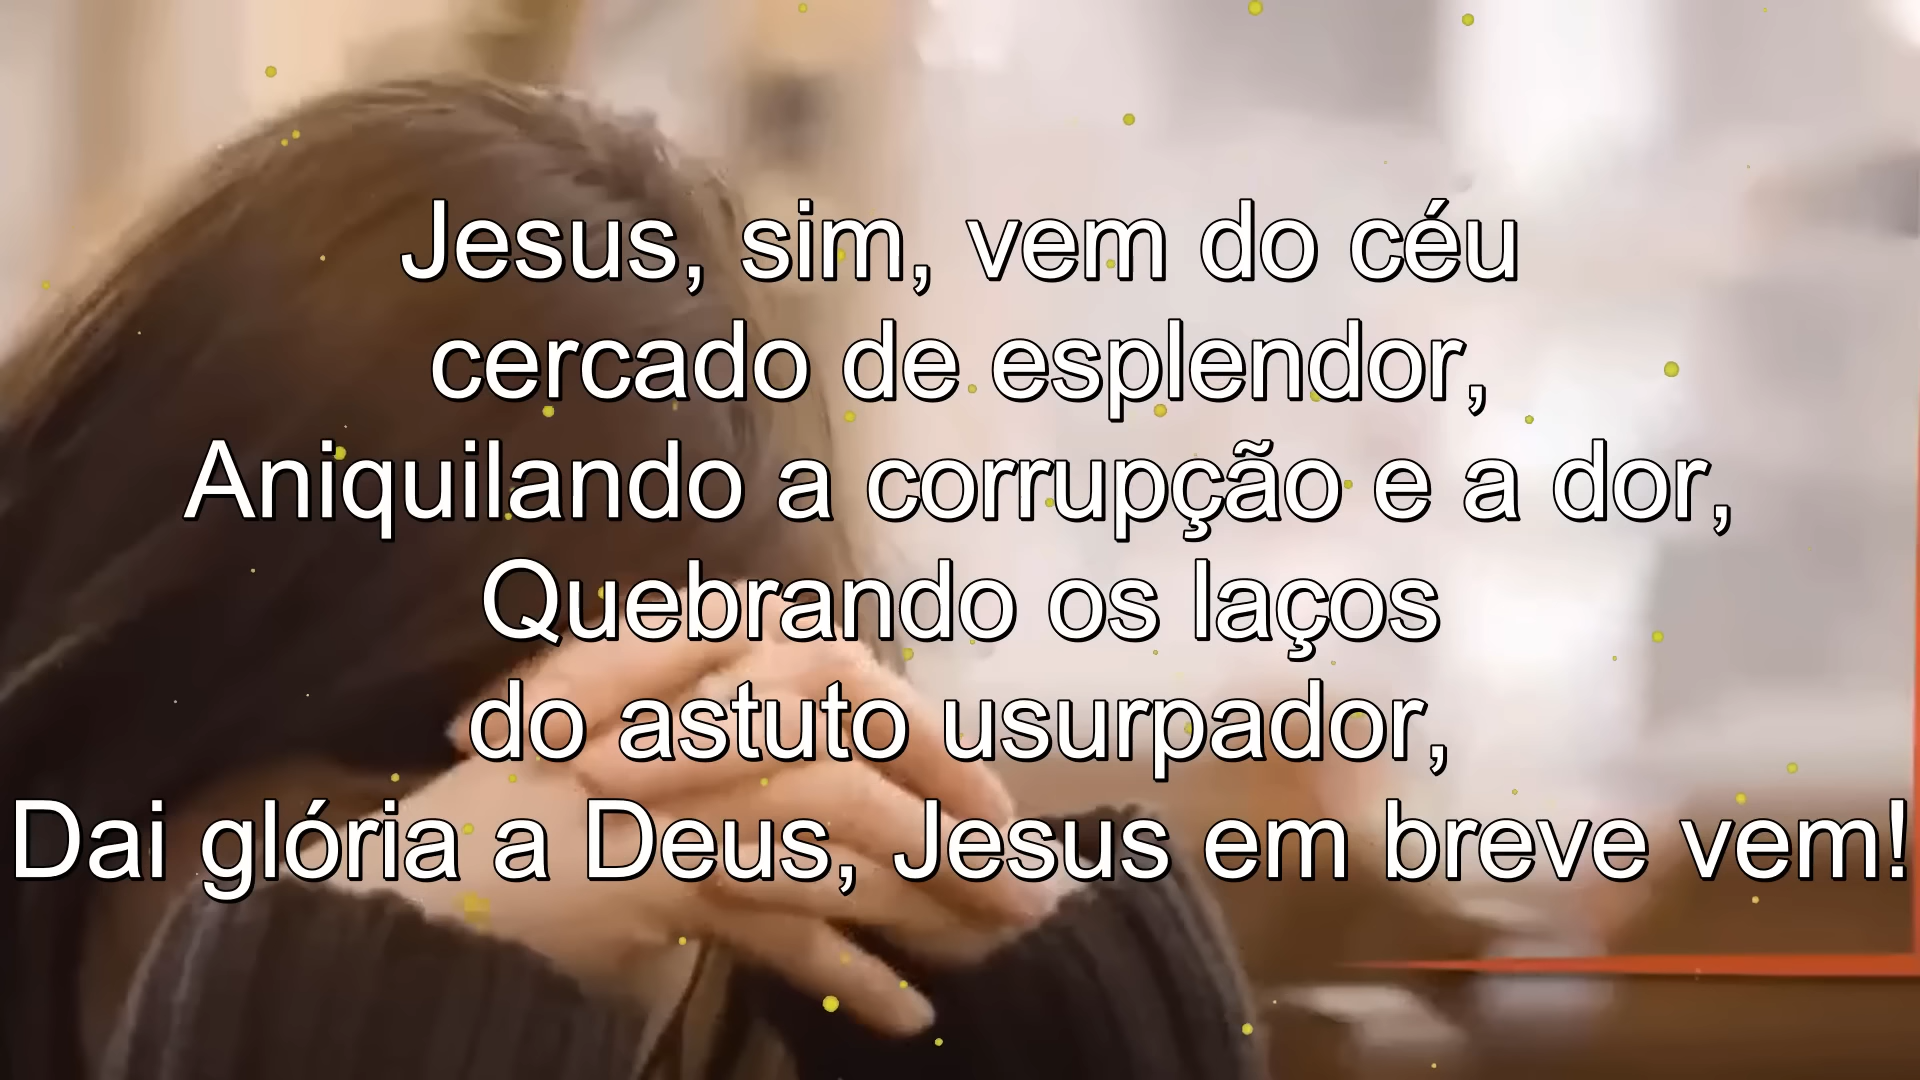 Jesus, sim, vem do céu
cercado de esplendor,
Aniquilando a corrupção e a dor,
Quebrando os laços
do astuto usurpador,
Dai glória a Deus, Jesus em breve vem!